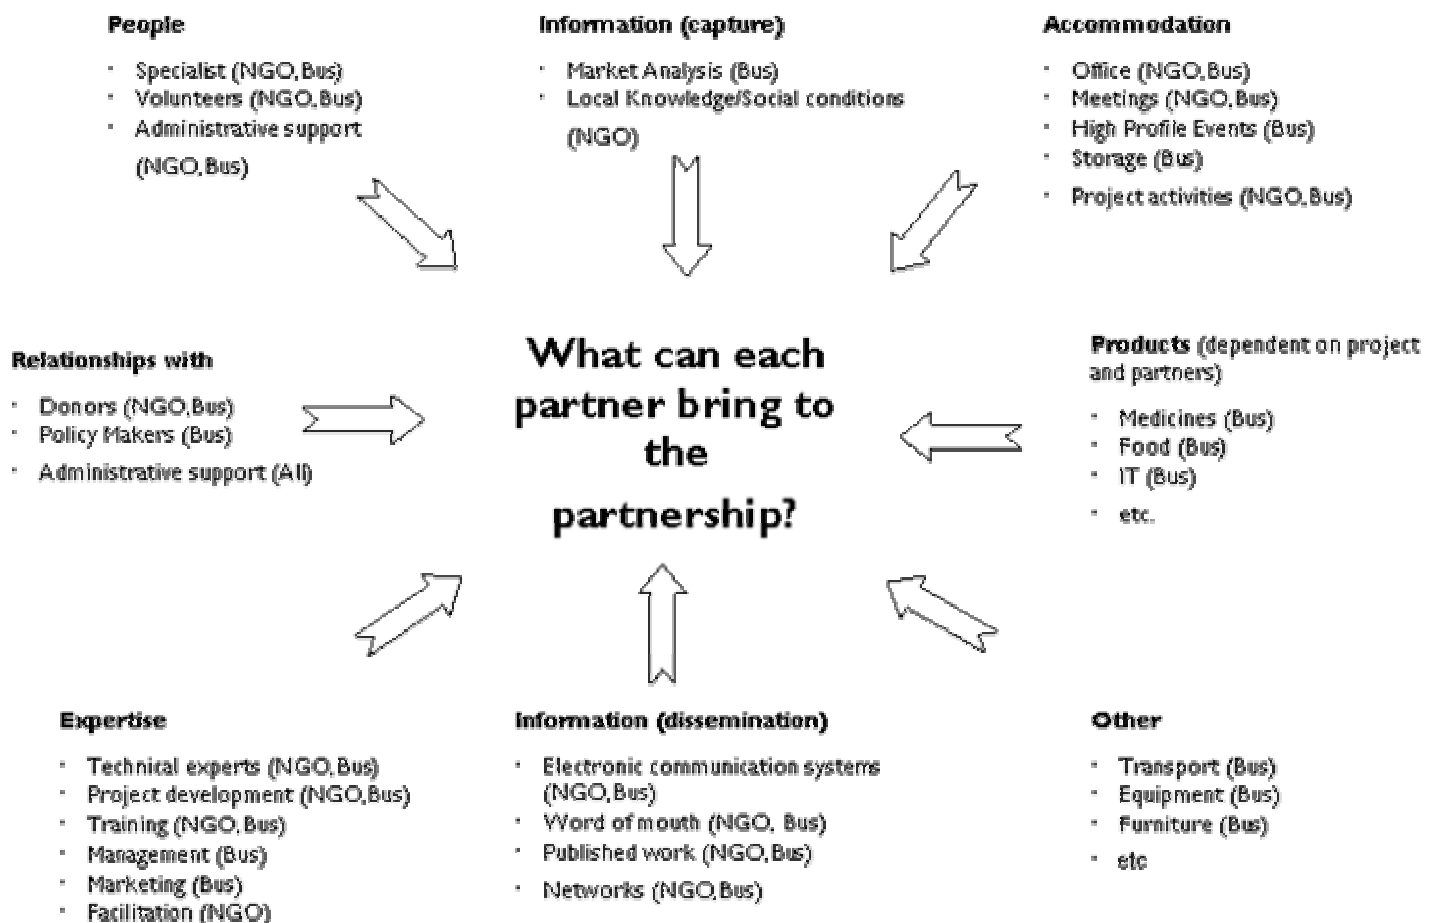 People
· Specialist (NGO,Bus)
· Volunteers (NGO,Bus)
· Administrative support
(NGO,Bus)
Information (capture)
· Market Analysis (Bus)
· Local Knowledge/Social conditions
(NGO)
Accommodation
· Office (NGO,Bus)
· Meetings (NGO,Bus)
· High Profile Events (Bus)
· Storage (Bus)
· Project activities (NGO,Bus)
Relationships with
· Donors (NGO,Bus)
· Policy Makers (Bus)
· Administrative support (All)
What can each
partner bring to
the
partnership?
Products (dependent on project
and partners)
· Medicines (Bus)
· Food (Bus)
· IT (Bus)
· etc.
Expertise
· Technical experts (NGO,Bus)
· Project development (NGO,Bus)
· Training (NGO,Bus)
· Management (Bus)
· Marketing (Bus)
· Facilitation (NGO)
Information (dissemination)
· Electronic communication systems
(NGO,Bus)
· Word of mouth (NGO, Bus)
· Published work (NGO,Bus)
· Networks (NGO,Bus)
Other
· Transport (Bus)
· Equipment (Bus)
· Furniture (Bus)
· etc